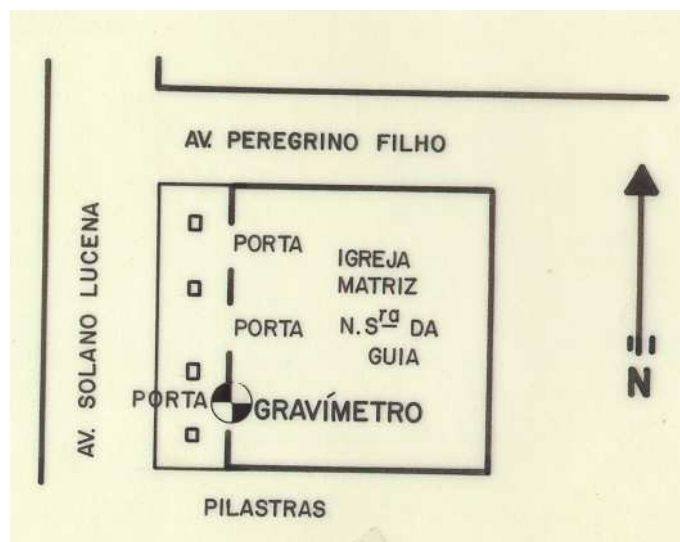 AV. PEREGRINO FILHO
AV. SOLANO LUCENA
PORTA
IGREJA
MATRIZ
PORTA
N.Sra DA
GUIA
PORTA
GRAVÍMETRO
PILASTRAS
N